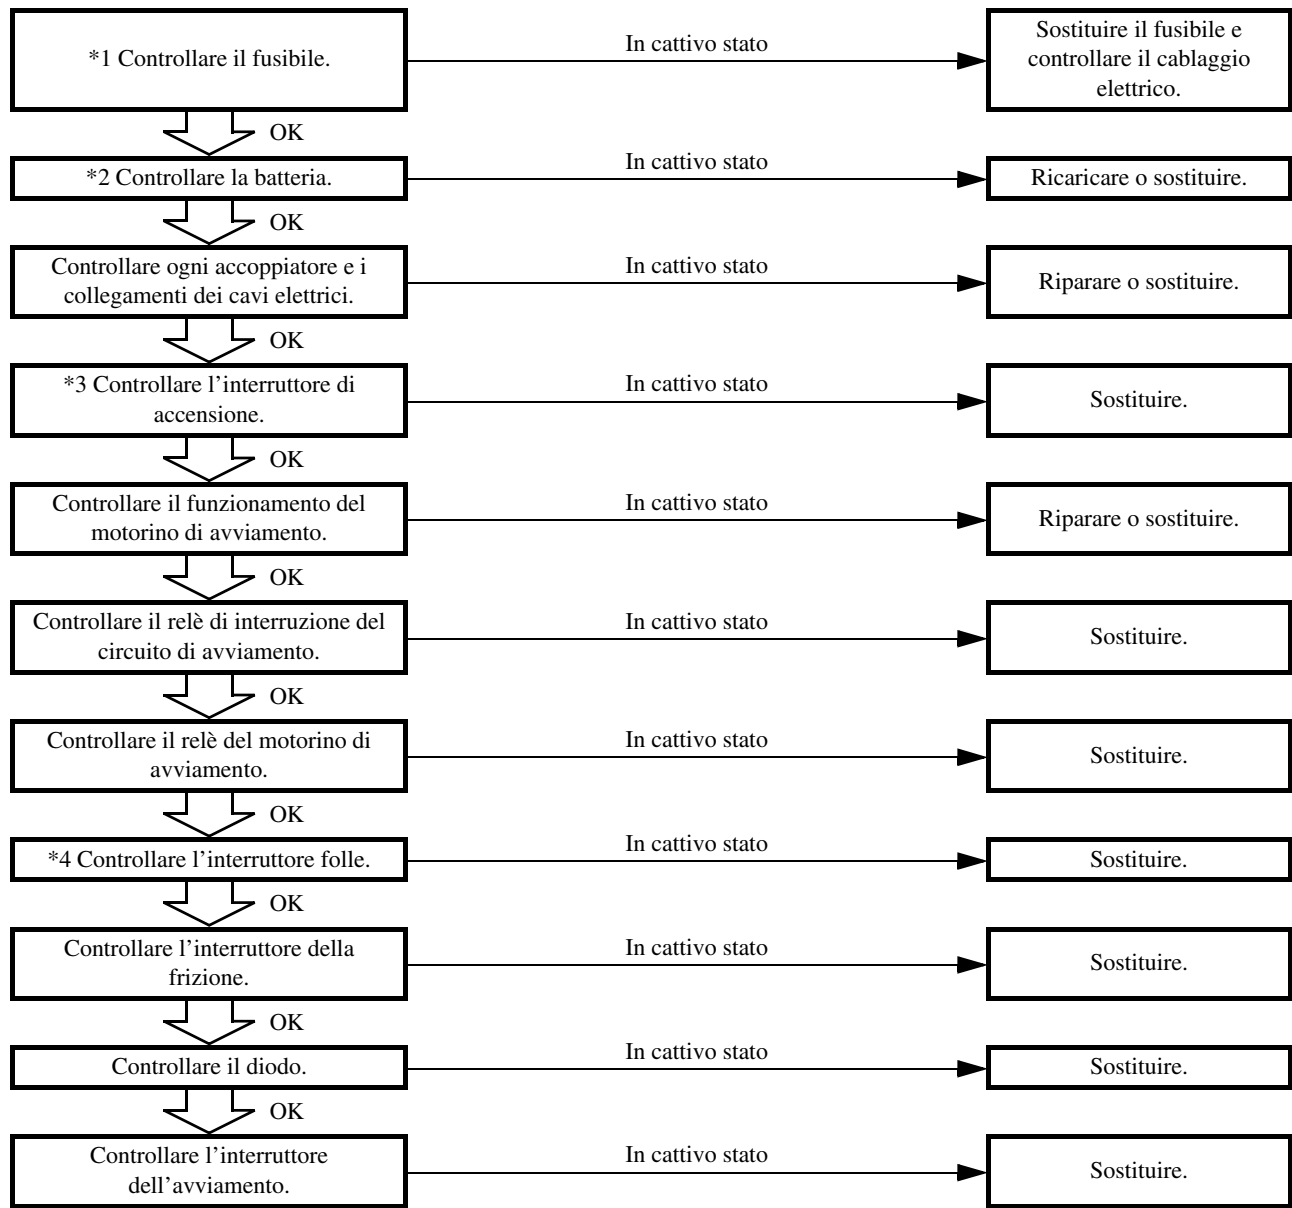 *1 Controllare il fusibile.
In cattivo stato
Sostituire il fusibile e
controllare il cablaggio
elettrico.
OK
*2 Controllare la batteria.
In cattivo stato
Ricaricare o sostituire.
OK
Controllare ogni accoppiatore e i
collegamenti dei cavi elettrici.
In cattivo stato
Riparare o sostituire.
OK
*3 Controllare l’interruttore di
accensione.
In cattivo stato
Sostituire.
OK
Controllare il funzionamento del
motorino di avviamento.
In cattivo stato
Riparare o sostituire.
OK
Controllare il relè di interruzione del
circuito di avviamento.
In cattivo stato
Sostituire.
OK
Controllare il relè del motorino di
avviamento.
In cattivo stato
Sostituire.
OK
*4 Controllare l’interruttore folle.
In cattivo stato
Sostituire.
OK
Controllare l’interruttore della
frizione.
In cattivo stato
Sostituire.
OK
Controllare il diodo.
In cattivo stato
Sostituire.
OK
Controllare l’interruttore
dell’avviamento.
In cattivo stato
Sostituire.